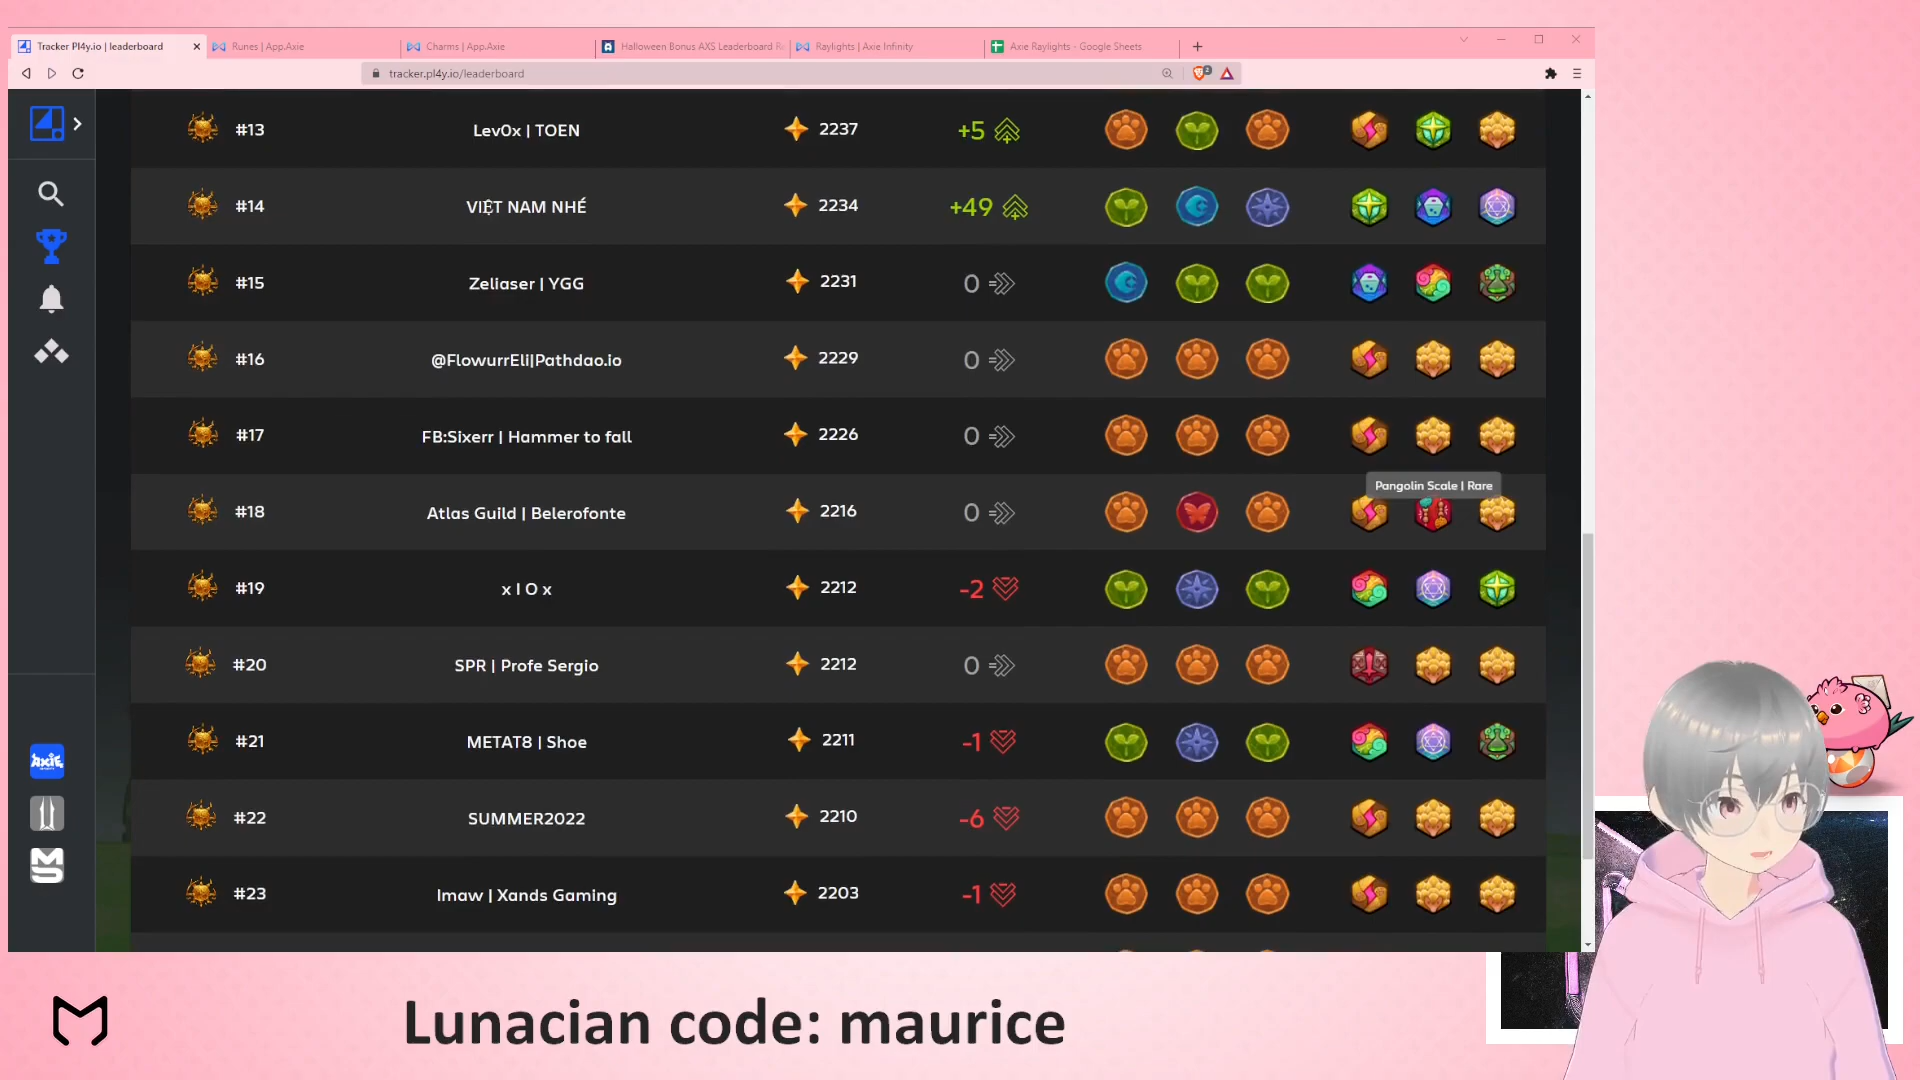 Tracker Pl4y.io | leaderboard
Runes | App.Axie
Charms | App.Axie
Halloween Bonus AXS Leaderboard R
Raylights | Axie Infinity
Axie Raylights - Google Sheets
tracker.pl4y.io/leaderboard
2
#13 Lev0x | TOEN 2237 +5
#14 VIỆT NAM NHÉ 2234 +49
#15 Zeliaser | YGG 2231 0
#16 @FlowurrEli|Pathdao.io 2229 0
#17 FB:Sixerr | Hammer to fall 2226 0
Pangolin Scale | Rare
#18 Atlas Guild | Belerofonte 2216 0
#19 x I O x 2212 -2
#20 SPR | Profe Sergio 2212 0
#21 METAT8 | Shoe 2211 -1
AXIE
#22 SUMMER2022 2210 -6
#23 Imaw | Xands Gaming 2203 -1
Lunacian code: maurice